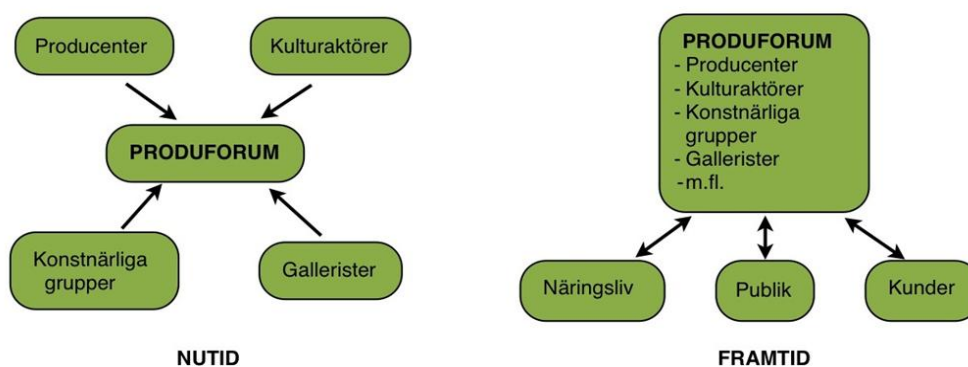 Producenter
Kulturaktörer
PRODUFORUM
Konstnärliga
grupper
Gallerister
NUTID
PRODUFORUM
- Producenter
- Kulturaktörer
- Konstnärliga
grupper
- Gallerister
-m.fl.
Näringsliv
Publik
Kunder
FRAMTID